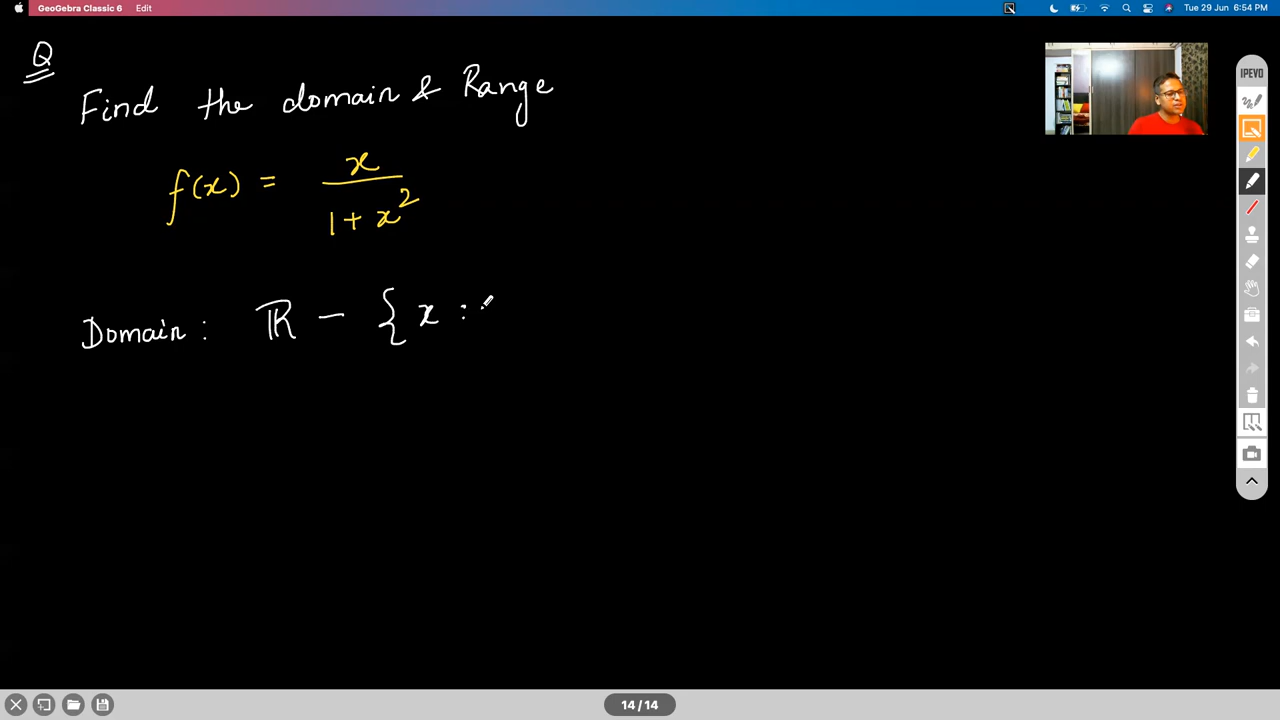 GeoGebra Classic 6 Edit Tue 29 Jun 6:54 PM
Q
Find the domain & Range
f(x) = x / 1 + x²
Domain : ℝ - { x :
IPEVO
14 / 14